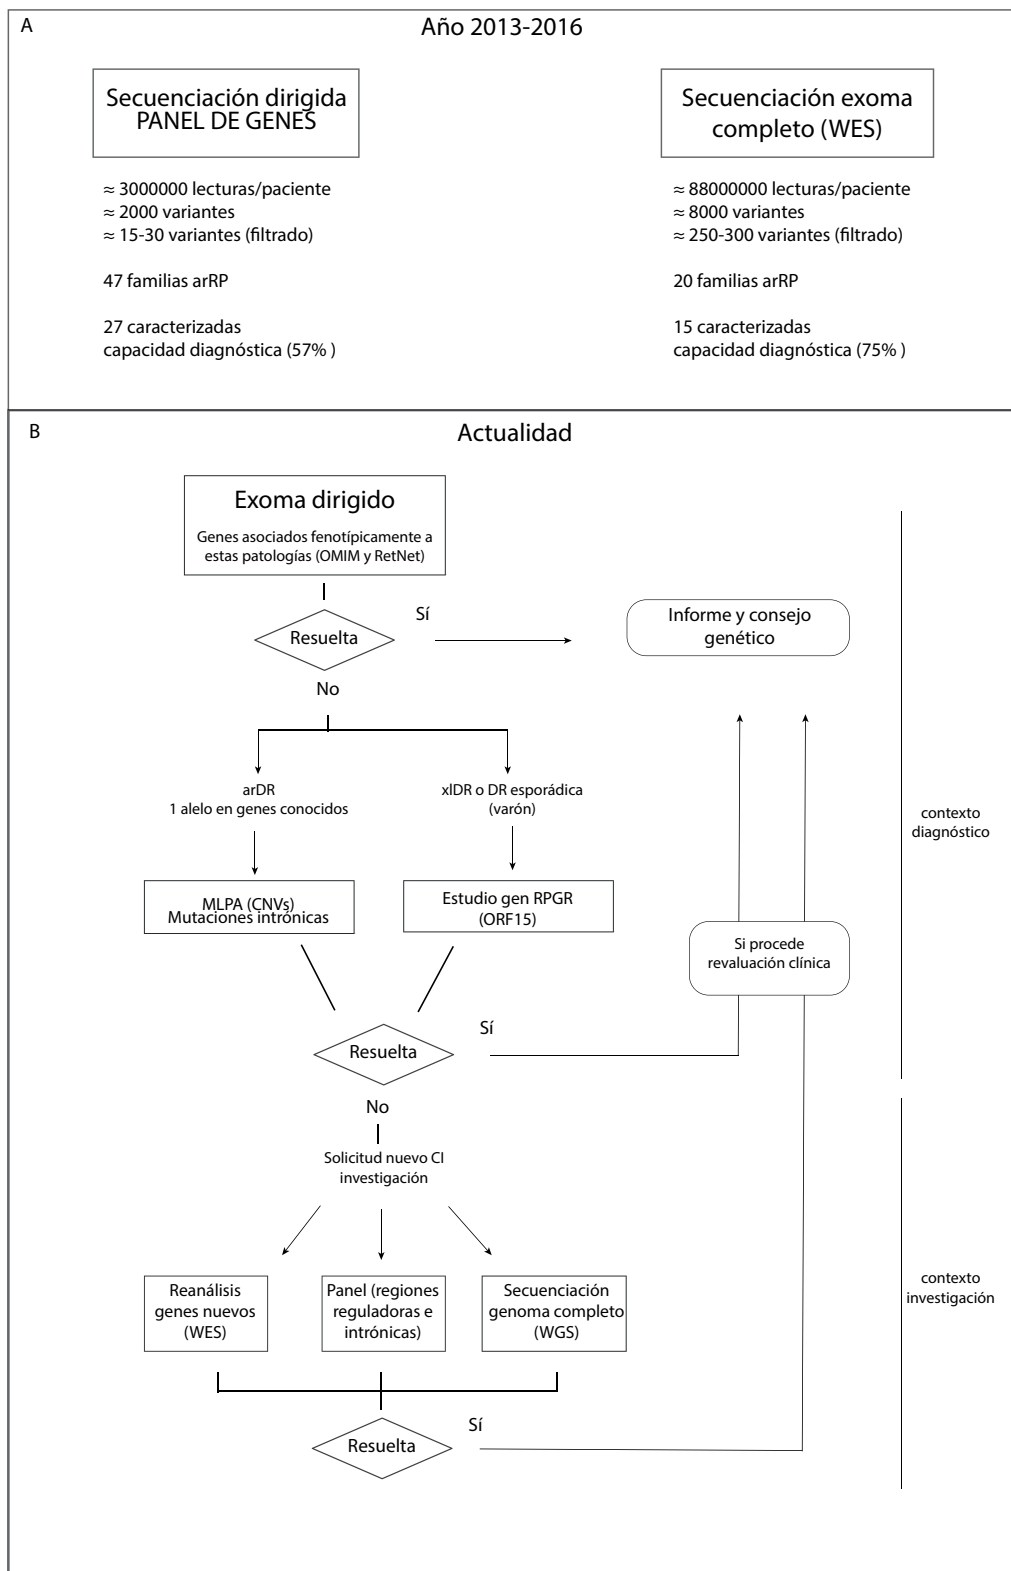 A
Año 2013-2016
Secuenciación dirigida
PANEL DE GENES
≈ 3000000 lecturas/paciente
≈ 2000 variantes
≈ 15-30 variantes (filtrado)
47 familias arRP
27 caracterizadas
capacidad diagnóstica (57% )
Secuenciación exoma
completo (WES)
≈ 88000000 lecturas/paciente
≈ 8000 variantes
≈ 250-300 variantes (filtrado)
20 familias arRP
15 caracterizadas
capacidad diagnóstica (75% )
B
Actualidad
Exoma dirigido
Genes asociados fenotípicamente a
estas patologías (OMIM y RetNet)
Resuelta
Sí
Informe y consejo
genético
No
arDR
1 alelo en genes conocidos
xlDR o DR esporádica
(varón)
contexto
diagnóstico
MLPA (CNVs)
Mutaciones intrónicas
Estudio gen RPGR
(ORF15)
Si procede
revaluación clínica
Resuelta
Sí
No
Solicitud nuevo CI
investigación
Reanálisis
genes nuevos
(WES)
Panel (regiones
reguladoras e
intrónicas)
Secuenciación
genoma completo
(WGS)
contexto
investigación
Resuelta
Sí